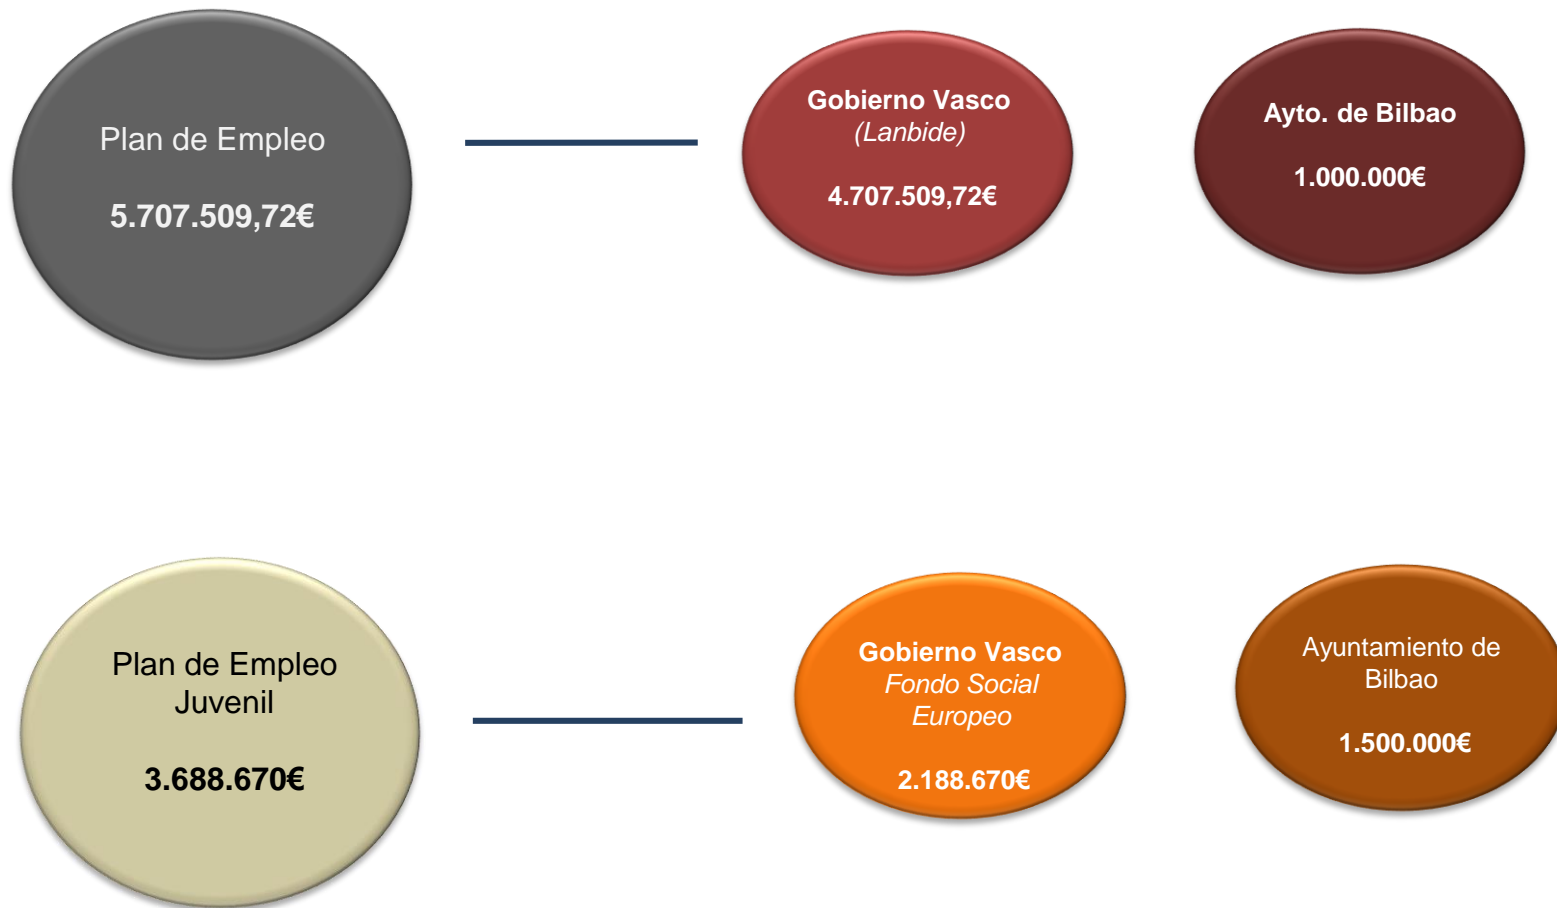 Plan de Empleo
5.707.509,72€
Gobierno Vasco
(Lanbide)
4.707.509,72€
Ayto. de Bilbao
1.000.000€
Plan de Empleo
Juvenil
3.688.670€
Gobierno Vasco
Fondo Social
Europeo
2.188.670€
Ayuntamiento de
Bilbao
1.500.000€